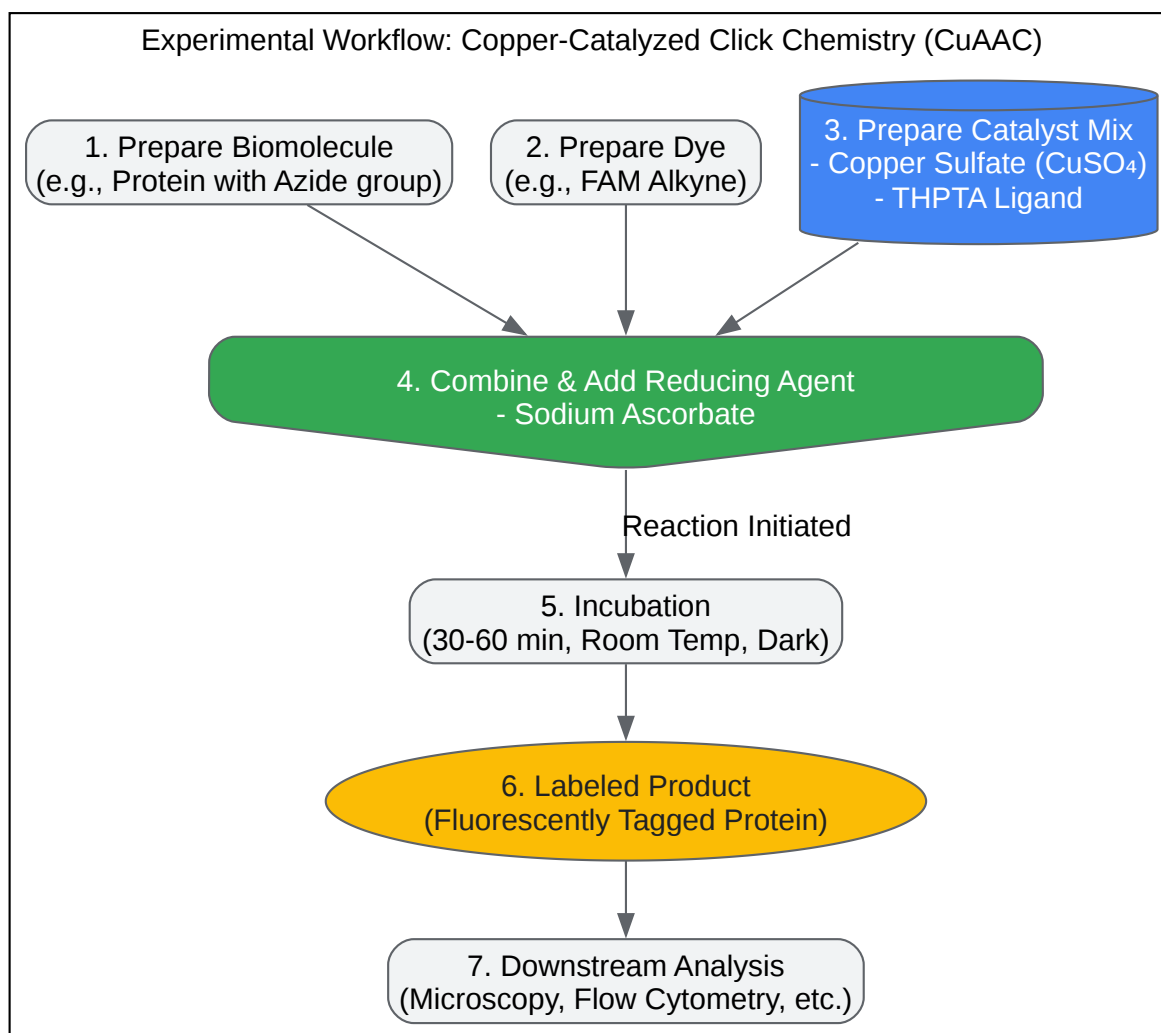 Experimental Workflow: Copper-Catalyzed Click Chemistry (CuAAC)
1. Prepare Biomolecule
(e.g., Protein with Azide group)
2. Prepare Dye
(e.g., FAM Alkyne)
3. Prepare Catalyst Mix
- Copper Sulfate (CuSO₄)
- THPTA Ligand
4. Combine & Add Reducing Agent
- Sodium Ascorbate
Reaction Initiated
5. Incubation
(30-60 min, Room Temp, Dark)
6. Labeled Product
(Fluorescently Tagged Protein)
7. Downstream Analysis
(Microscopy, Flow Cytometry, etc.)